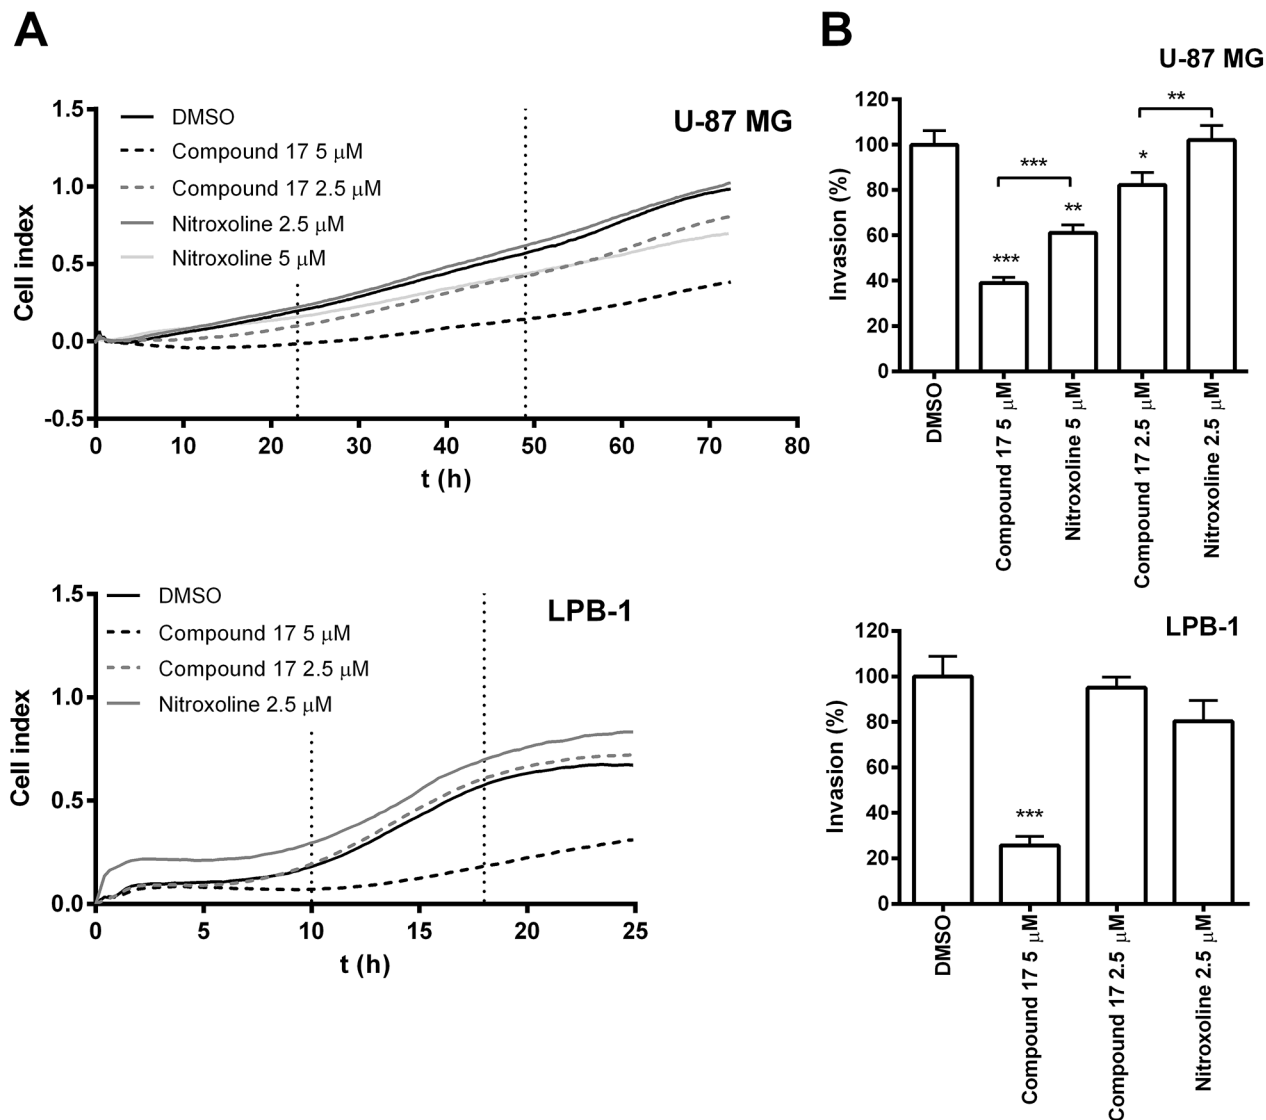 A
U-87 MG
Cell index
1.5
1.0
0.5
0.0
-0.5
DMSO
Compound 17 5 μM
Compound 17 2.5 μM
Nitroxoline 2.5 μM
Nitroxoline 5 μM
0 10 20 30 40 50 60 70 80
t (h)
LPB-1
Cell index
1.5
1.0
0.5
0.0
DMSO
Compound 17 5 μM
Compound 17 2.5 μM
Nitroxoline 2.5 μM
0 5 10 15 20 25
t (h)
B
U-87 MG
Invasion (%)
120
100
80
60
40
20
0
***
***
**
*
**
DMSO
Compound 17 5 μM
Nitroxoline 5 μM
Compound 17 2.5 μM
Nitroxoline 2.5 μM
LPB-1
Invasion (%)
120
100
80
60
40
20
0
***
DMSO
Compound 17 5 μM
Compound 17 2.5 μM
Nitroxoline 2.5 μM